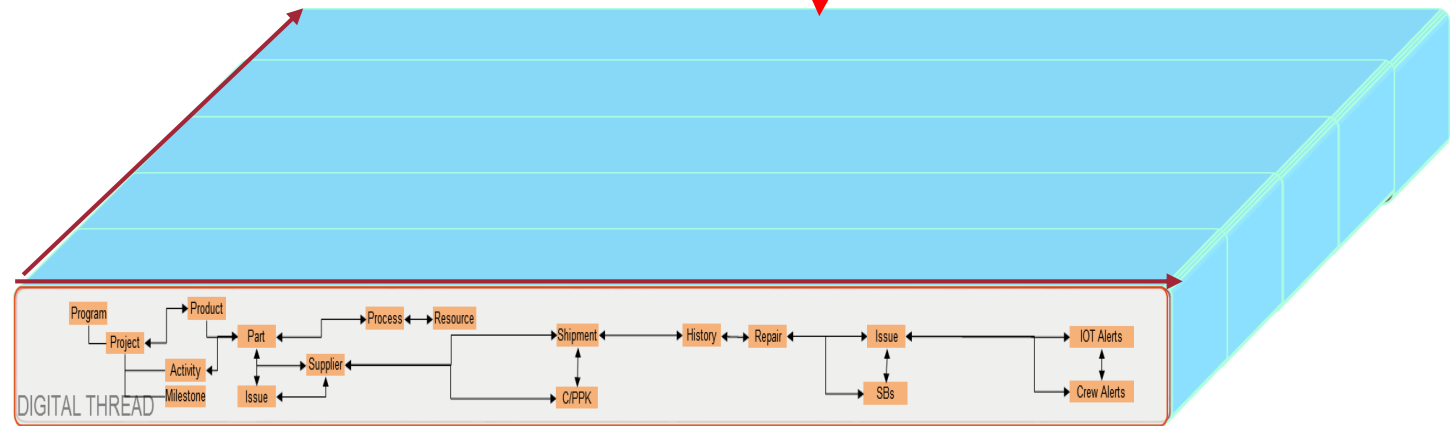 Program
Project
Activity
Milestone
Product
Part
Issue
Supplier
Process
Resource
Shipment
C/PPK
History
Repair
Issue
SBs
IOT Alerts
Crew Alerts
DIGITAL THREAD